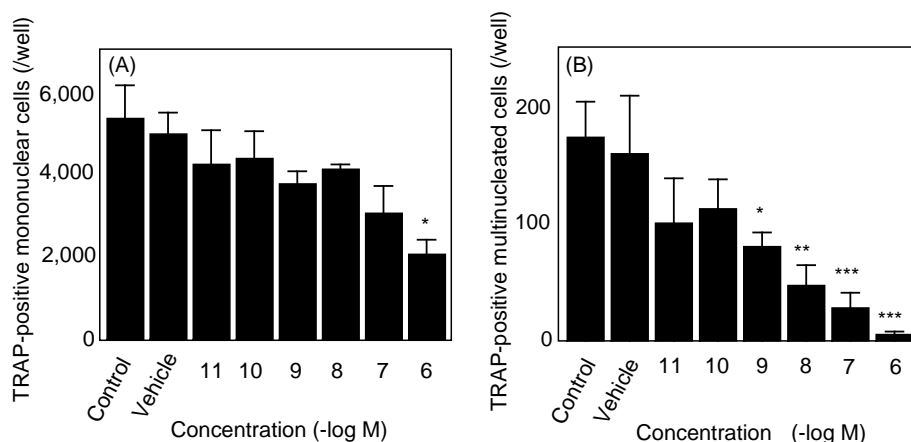 (A)
TRAP-positive mononuclear cells (/well)
6,000
4,000
2,000
0
*
Control
Vehicle
11
10
9
8
7
6
Concentration (-log M)
(B)
TRAP-positive multinucleated cells (/well)
200
100
0
*
**
***
***
Control
Vehicle
11
10
9
8
7
6
Concentration (-log M)